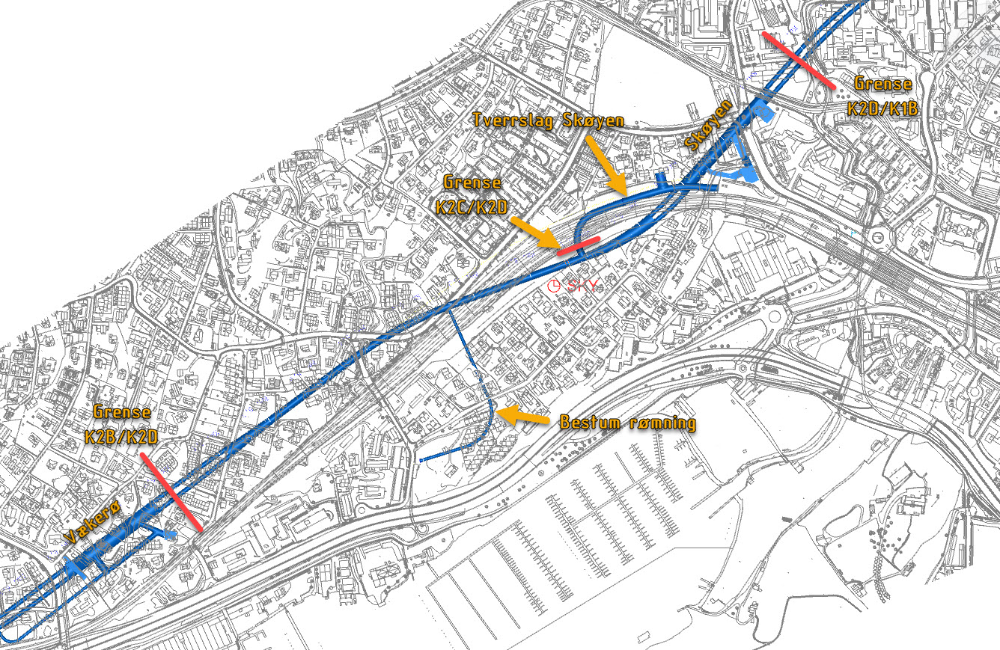 Grense
K2D/K1B
Skøyen
Tverrslag Skøyen
Grense
K2C/K2D
SKY
Bestum rømning
Grense
K2B/K2D
Vækerø